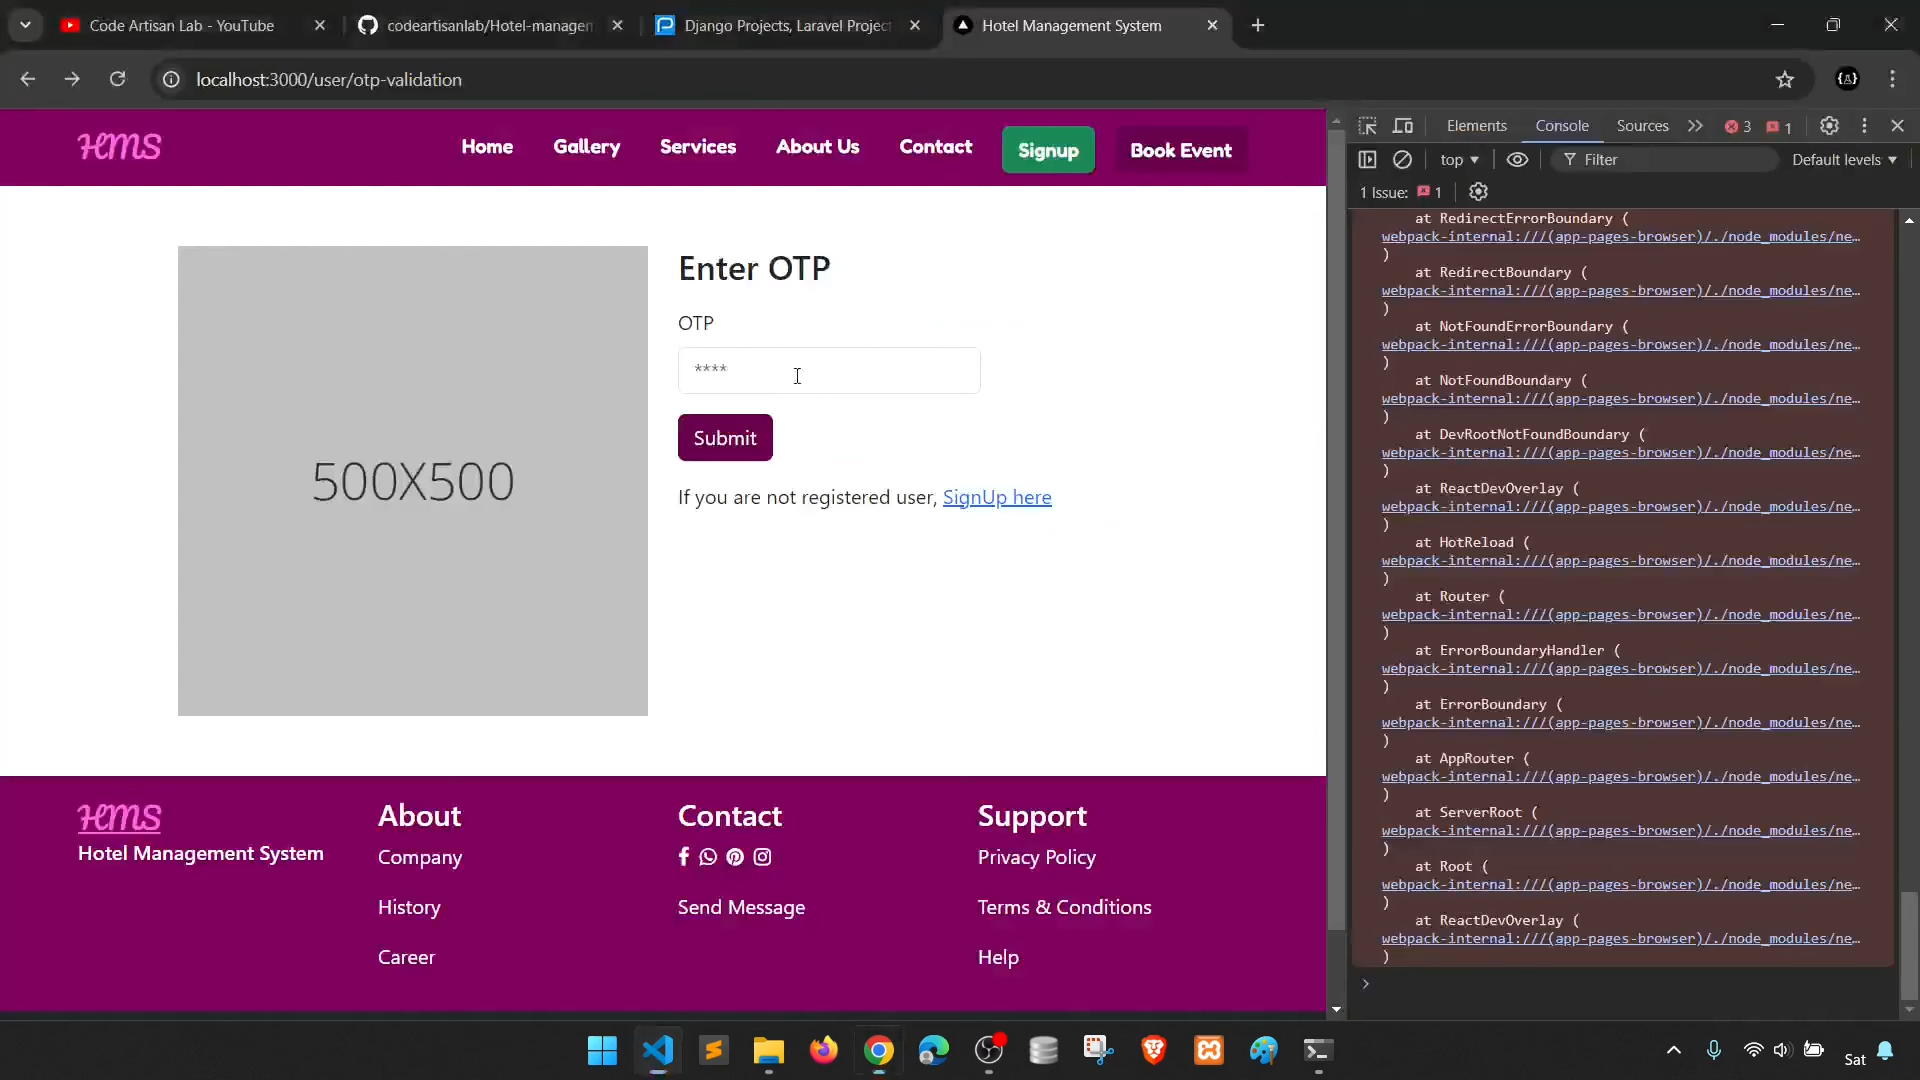 Code Artisan Lab - YouTube
codeartisanlab/Hotel-managem
Django Projects, Laravel Project
Hotel Management System
localhost:3000/user/otp-validation
HMS
Home
Gallery
Services
About Us
Contact
Signup
Book Event
500X500
Enter OTP
OTP
****
Submit
If you are not registered user, SignUp here
HMS
Hotel Management System
About
Company
History
Career
Contact
Send Message
Support
Privacy Policy
Terms & Conditions
Help
Elements
Console
Sources
3
1
top
Filter
Default levels
1 Issue: 1
at RedirectErrorBoundary (
webpack-internal:///(app-pages-browser)/./node_modules/ne…
)
at RedirectBoundary (
webpack-internal:///(app-pages-browser)/./node_modules/ne…
)
at NotFoundErrorBoundary (
webpack-internal:///(app-pages-browser)/./node_modules/ne…
)
at NotFoundBoundary (
webpack-internal:///(app-pages-browser)/./node_modules/ne…
)
at DevRootNotFoundBoundary (
webpack-internal:///(app-pages-browser)/./node_modules/ne…
)
at ReactDevOverlay (
webpack-internal:///(app-pages-browser)/./node_modules/ne…
)
at HotReload (
webpack-internal:///(app-pages-browser)/./node_modules/ne…
)
at Router (
webpack-internal:///(app-pages-browser)/./node_modules/ne…
)
at ErrorBoundaryHandler (
webpack-internal:///(app-pages-browser)/./node_modules/ne…
)
at ErrorBoundary (
webpack-internal:///(app-pages-browser)/./node_modules/ne…
)
at AppRouter (
webpack-internal:///(app-pages-browser)/./node_modules/ne…
)
at ServerRoot (
webpack-internal:///(app-pages-browser)/./node_modules/ne…
)
at Root (
webpack-internal:///(app-pages-browser)/./node_modules/ne…
)
at ReactDevOverlay (
webpack-internal:///(app-pages-browser)/./node_modules/ne…
)
Sat